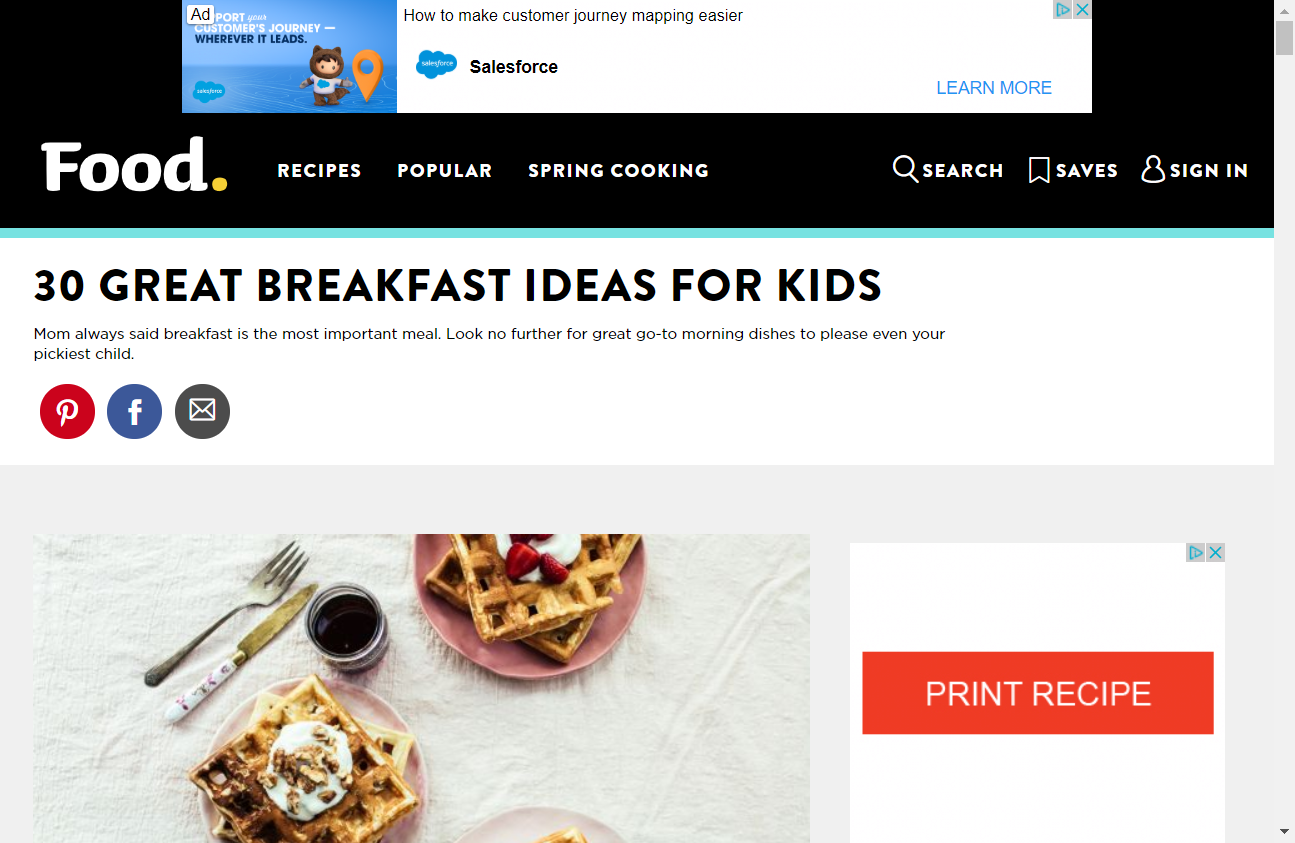 Ad
PORT your
CUSTOMER'S JOURNEY —
WHEREVER IT LEADS.
salesforce
How to make customer journey mapping easier
salesforce
Salesforce
LEARN MORE
Food.
RECIPES
POPULAR
SPRING COOKING
SEARCH
SAVES
SIGN IN
30 GREAT BREAKFAST IDEAS FOR KIDS
Mom always said breakfast is the most important meal. Look no further for great go-to morning dishes to please even your
pickiest child.
PRINT RECIPE